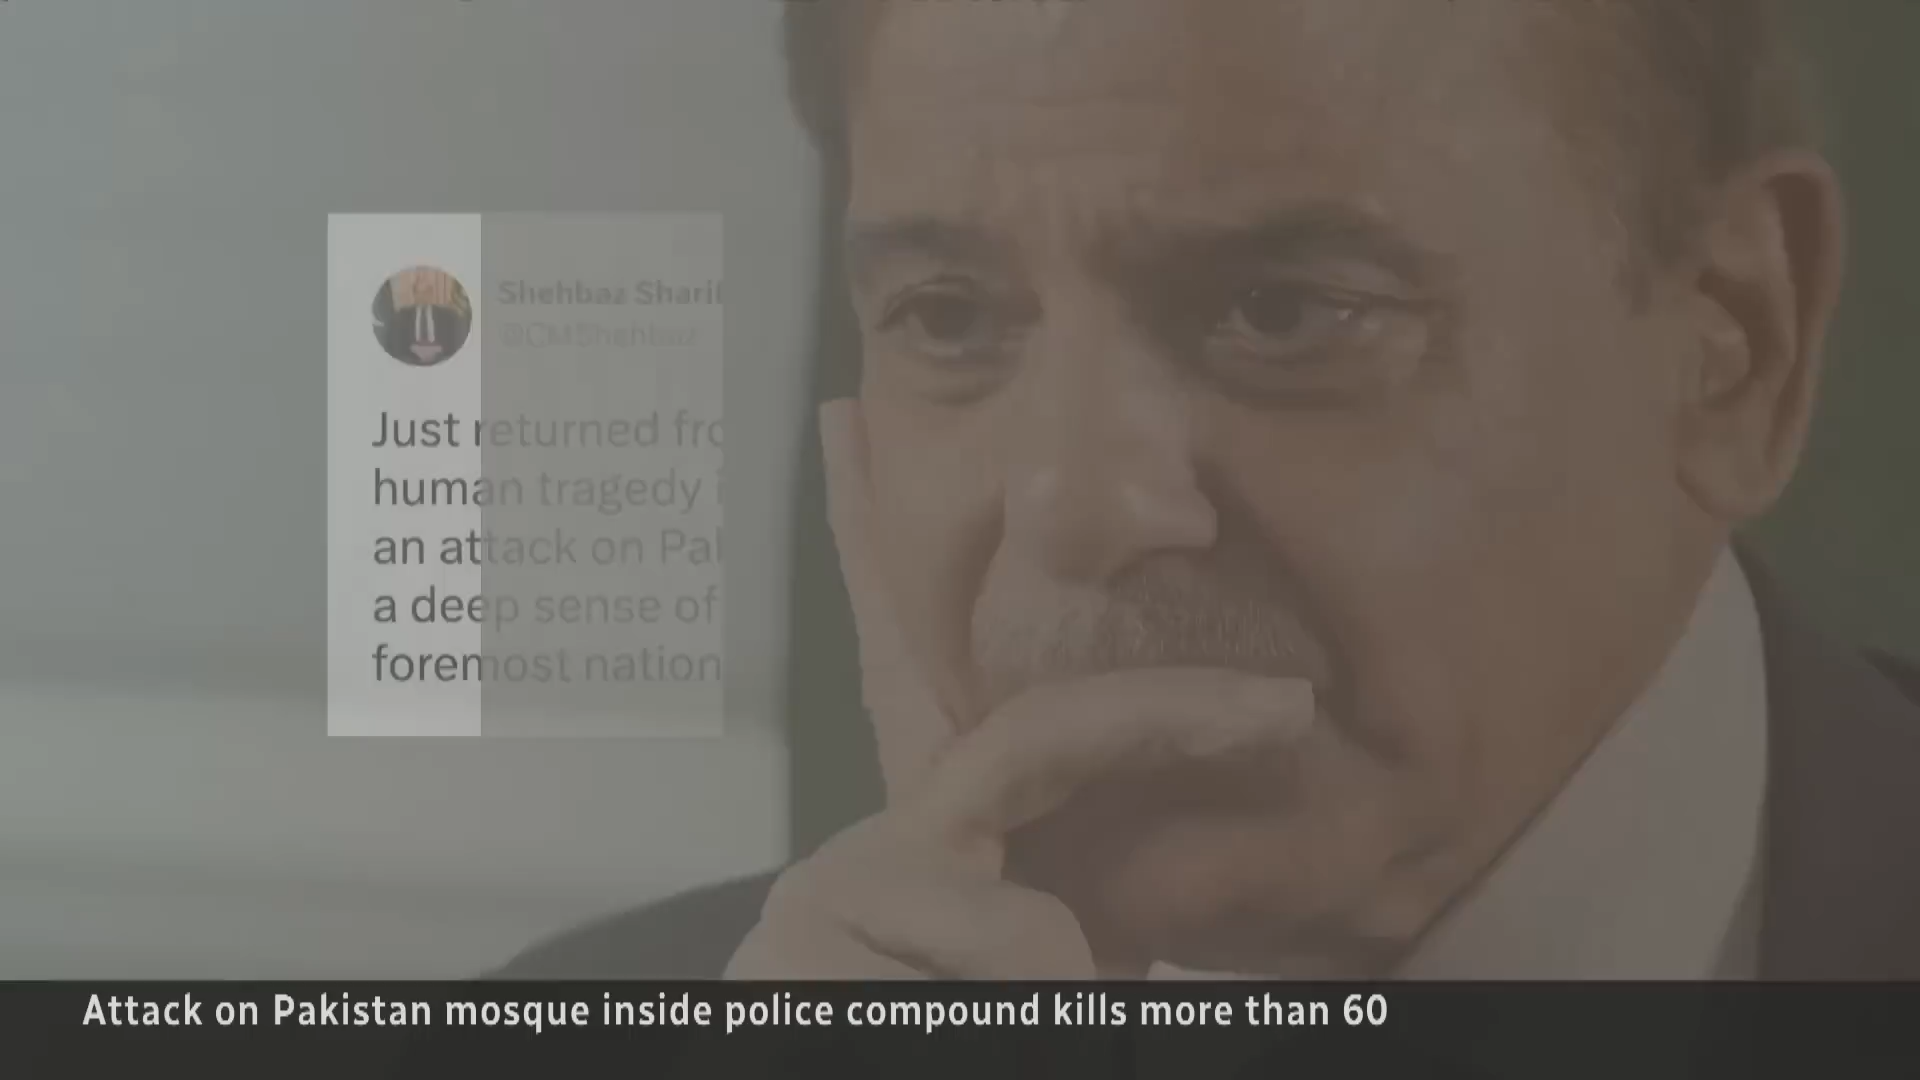 Shehbaz Sharif
@CMShehbaz
Just returned fro
human tragedy i
an attack on Pak
a deep sense of
foremost nation
Attack on Pakistan mosque inside police compound kills more than 60